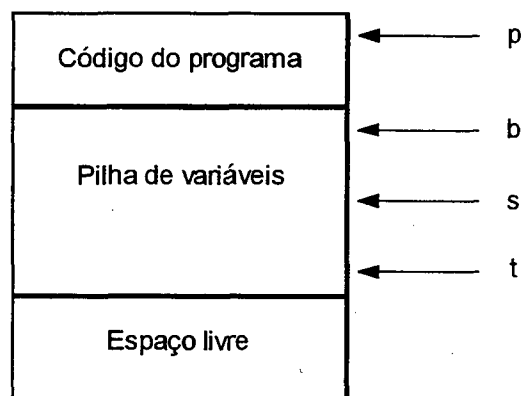 Código do programa
p
b
Pilha de variáveis
s
t
Espaço livre